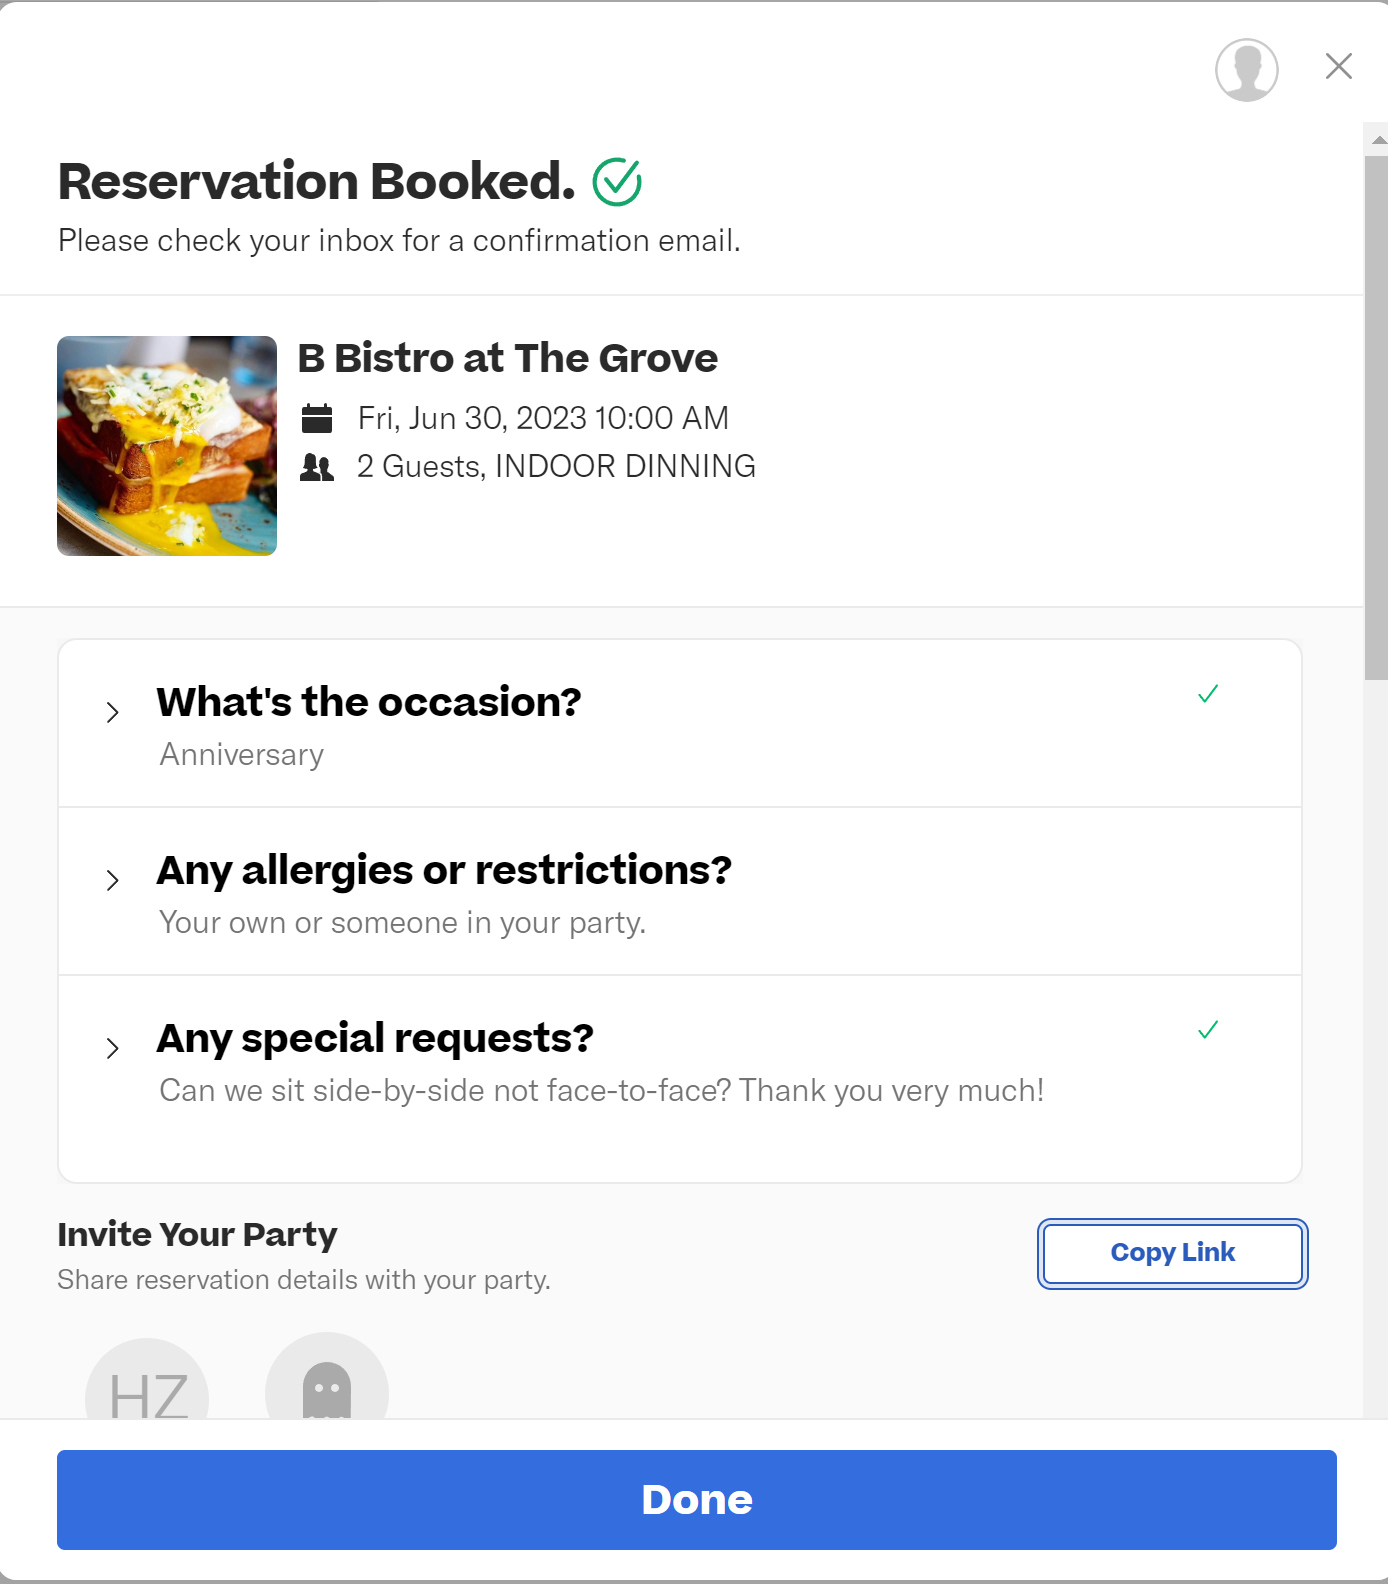 Reservation Booked.
Please check your inbox for a confirmation email.
B Bistro at The Grove
Fri, Jun 30, 2023 10:00 AM
2 Guests, INDOOR DINNING
What's the occasion?
Anniversary
Any allergies or restrictions?
Your own or someone in your party.
Any special requests?
Can we sit side-by-side not face-to-face? Thank you very much!
Invite Your Party
Copy Link
Share reservation details with your party.
HZ
Done